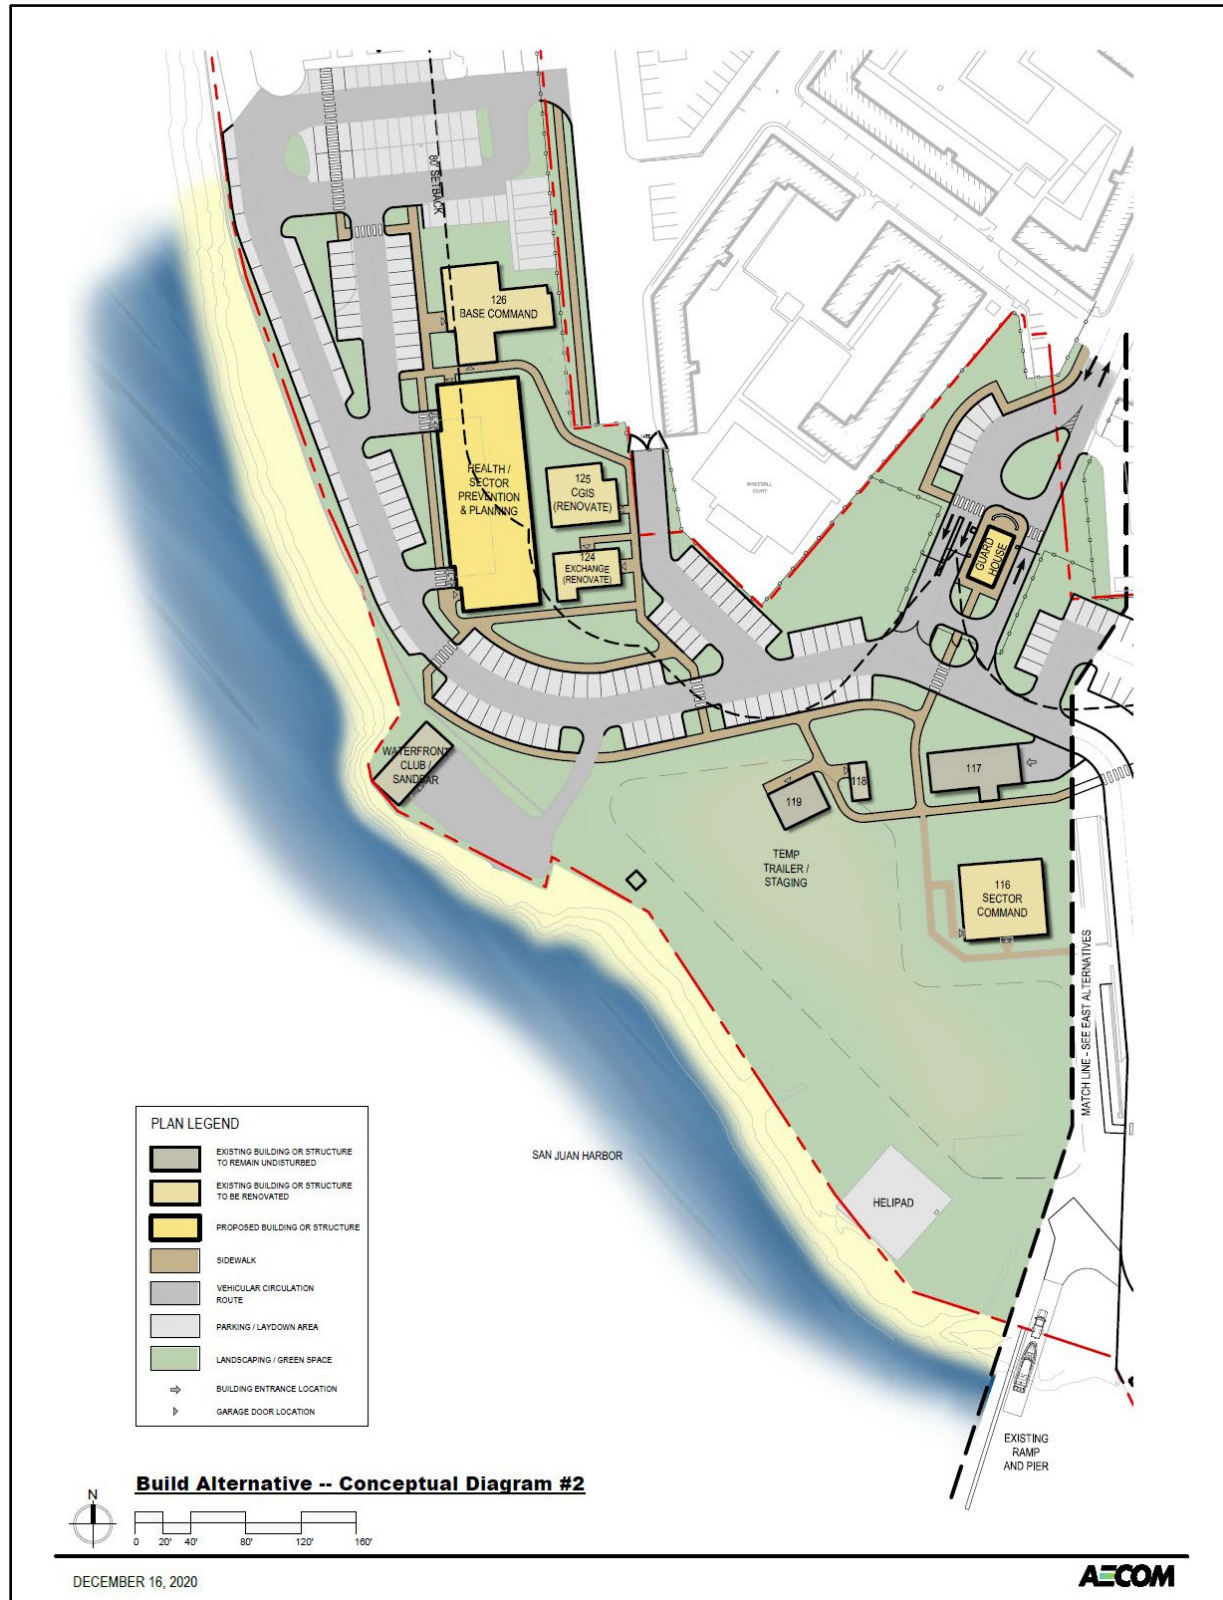 80' SETBACK
126
BASE COMMAND
HEALTH /
SECTOR
PREVENTION
& PLANNING
125
CGIS
(RENOVATE)
124
EXCHANGE
(RENOVATE)
BASKETBALL
COURT
GUARD
HOUSE
WATERFRONT
CLUB /
SANDBAR
117
118
119
TEMP
TRAILER /
STAGING
116
SECTOR
COMMAND
MATCH LINE - SEE EAST ALTERNATIVES
SAN JUAN HARBOR
HELIPAD
EXISTING
RAMP
AND PIER
PLAN LEGEND
EXISTING BUILDING OR STRUCTURE
TO REMAIN UNDISTURBED
EXISTING BUILDING OR STRUCTURE
TO BE RENOVATED
PROPOSED BUILDING OR STRUCTURE
SIDEWALK
VEHICULAR CIRCULATION
ROUTE
PARKING / LAYDOWN AREA
LANDSCAPING / GREEN SPACE
BUILDING ENTRANCE LOCATION
GARAGE DOOR LOCATION
Build Alternative -- Conceptual Diagram #2
N
0 20' 40' 80' 120' 160'
DECEMBER 16, 2020
AECOM